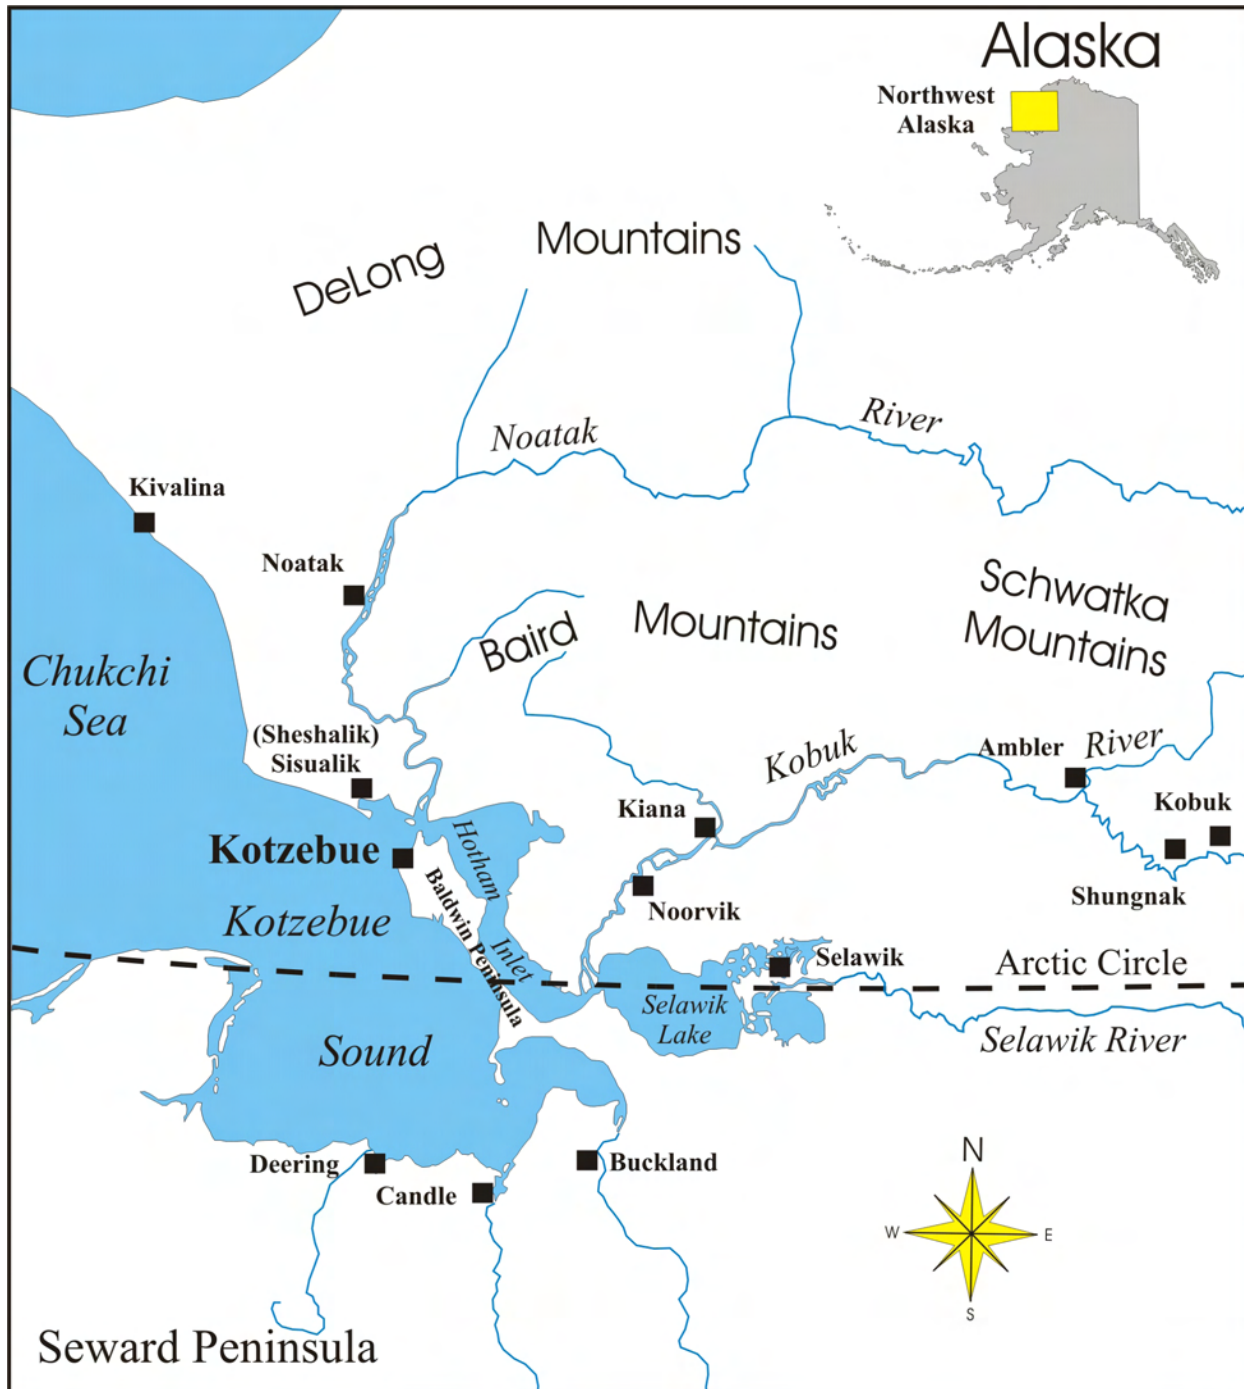 Alaska
Northwest
Alaska
DeLong
Mountains
Noatak
River
Kivalina
Noatak
Baird
Mountains
Schwatka
Mountains
Chukchi
Sea
(Sheshalik)
Sisualik
Kobuk
Ambler
River
Kobuk
Kiana
Kotzebue
Hotham
Inlet
Baldwin Peninsula
Noorvik
Shungnak
Kotzebue
Sound
Selawik
Arctic Circle
Selawik
Lake
Selawik River
Deering
Candle
Buckland
N
W
E
S
Seward Peninsula